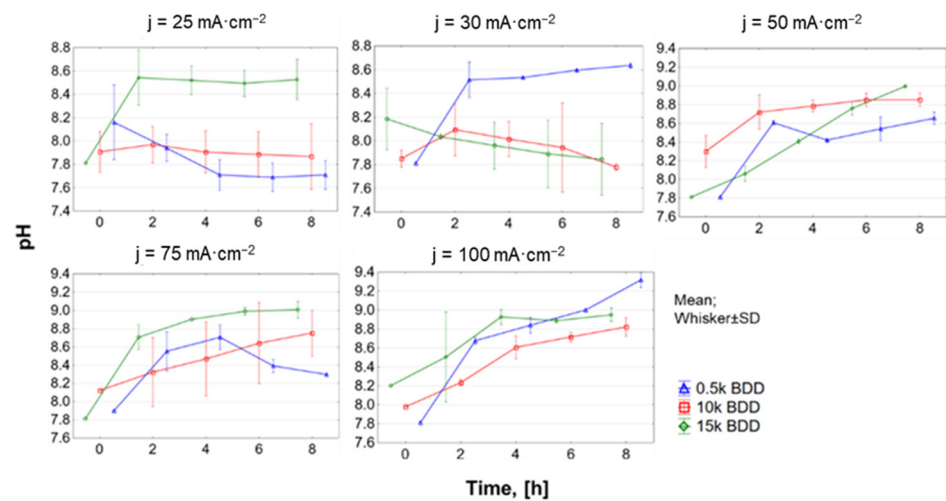 j = 25 mA·cm⁻²
j = 30 mA·cm⁻²
j = 50 mA·cm⁻²
8.8
8.6
8.4
8.2
8.0
7.8
7.6
7.4
0 2 4 6 8
8.8
8.6
8.4
8.2
8.0
7.8
7.6
7.4
0 2 4 6 8
9.4
9.2
9.0
8.8
8.6
8.4
8.2
8.0
7.8
7.6
0 2 4 6 8
pH
j = 75 mA·cm⁻²
j = 100 mA·cm⁻²
9.4
9.2
9.0
8.8
8.6
8.4
8.2
8.0
7.8
7.6
0 2 4 6 8
9.4
9.2
9.0
8.8
8.6
8.4
8.2
8.0
7.8
7.6
0 2 4 6 8
Mean;
Whisker±SD
0.5k BDD
10k BDD
15k BDD
Time, [h]